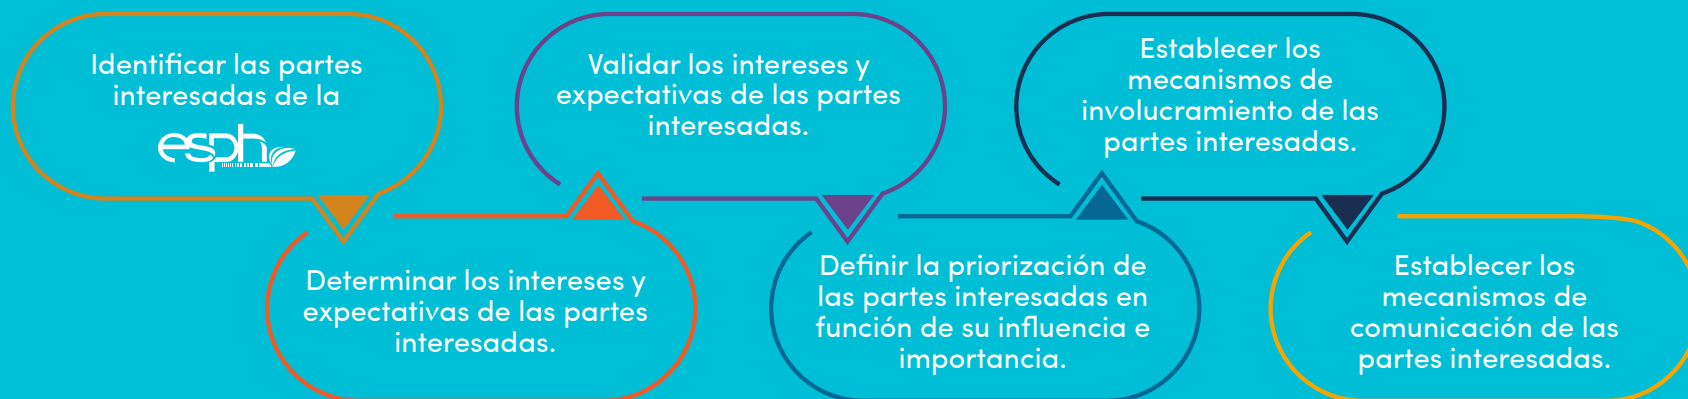 Identificar las partes
interesadas de la
esph
Determinar los intereses y
expectativas de las partes
interesadas.
Validar los intereses y
expectativas de las partes
interesadas.
Definir la priorización de
las partes interesadas en
función de su influencia e
importancia.
Establecer los
mecanismos de
involucramiento de las
partes interesadas.
Establecer los
mecanismos de
comunicación de las
partes interesadas.